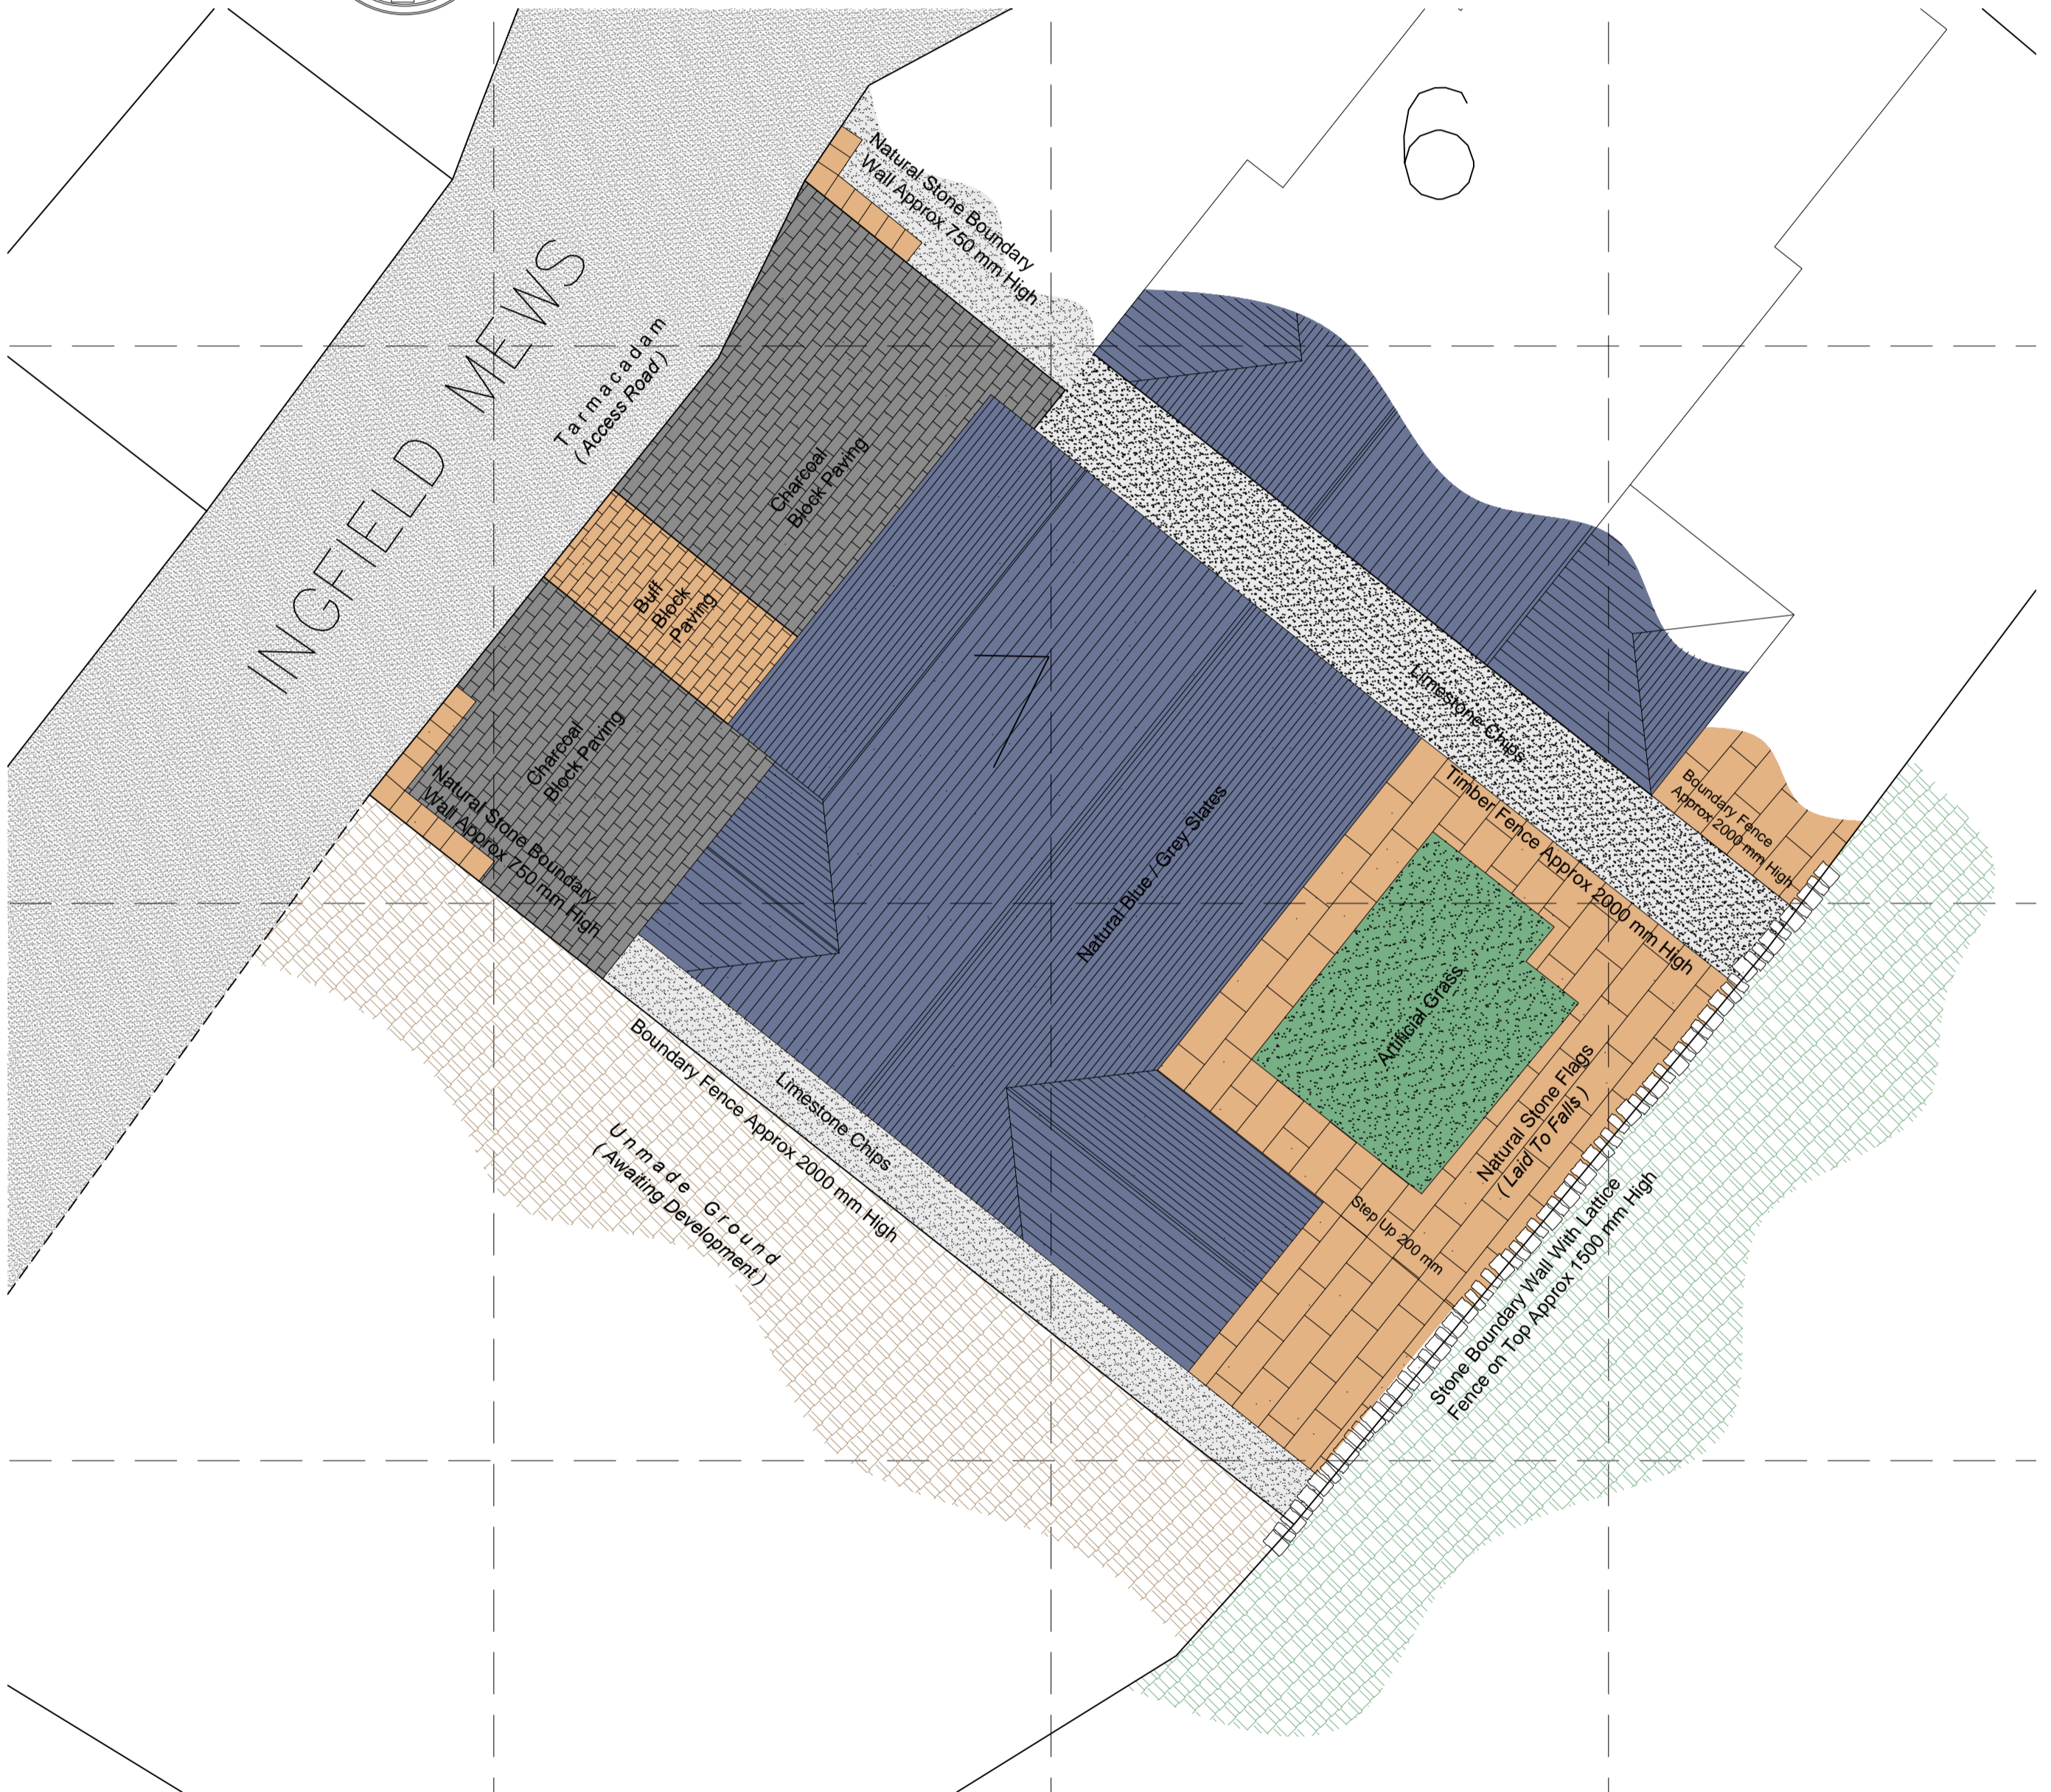 6
Natural Stone Boundary
Wall Approx 750 mm High
INGFIELD MEWS
Tarmacadam
( Access Road )
Charcoal
Block Paving
Buff
Block
Paving
7
Charcoal
Block Paving
Natural Stone Boundary
Wall Approx 750 mm High
Limestone Chips
Natural Blue / Grey Slates
Timber Fence Approx 2000 mm High
Boundary Fence
Approx 2000 mm High
Artificial Grass
Natural Stone Flags
( Laid To Falls )
Boundary Fence Approx 2000 mm High
Limestone Chips
Unmade Ground
( Awaiting Development )
Step Up 200 mm
Stone Boundary Wall With Lattice
Fence on Top Approx 1500 mm High